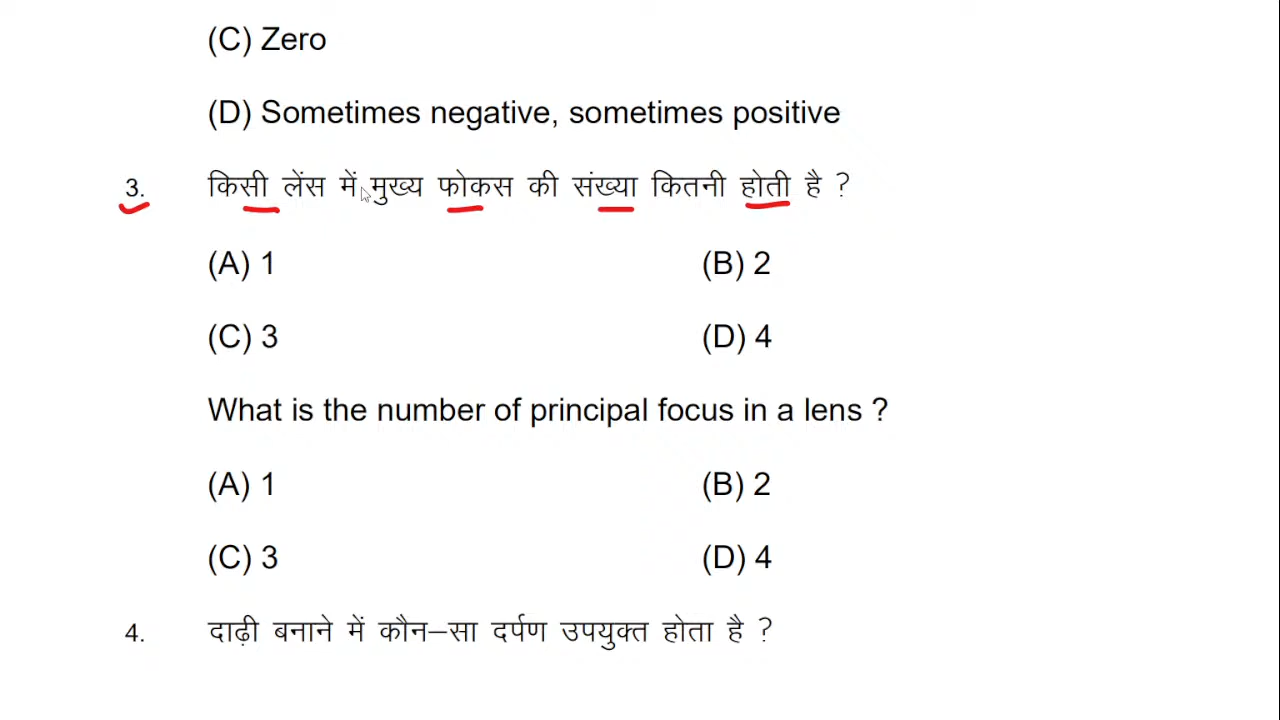 (C) Zero
(D) Sometimes negative, sometimes positive
3. किसी लेंस में मुख्य फोकस की संख्या कितनी होती है ?
(A) 1 (B) 2
(C) 3 (D) 4
What is the number of principal focus in a lens ?
(A) 1 (B) 2
(C) 3 (D) 4
4. दाढ़ी बनाने में कौन–सा दर्पण उपयुक्त होता है ?